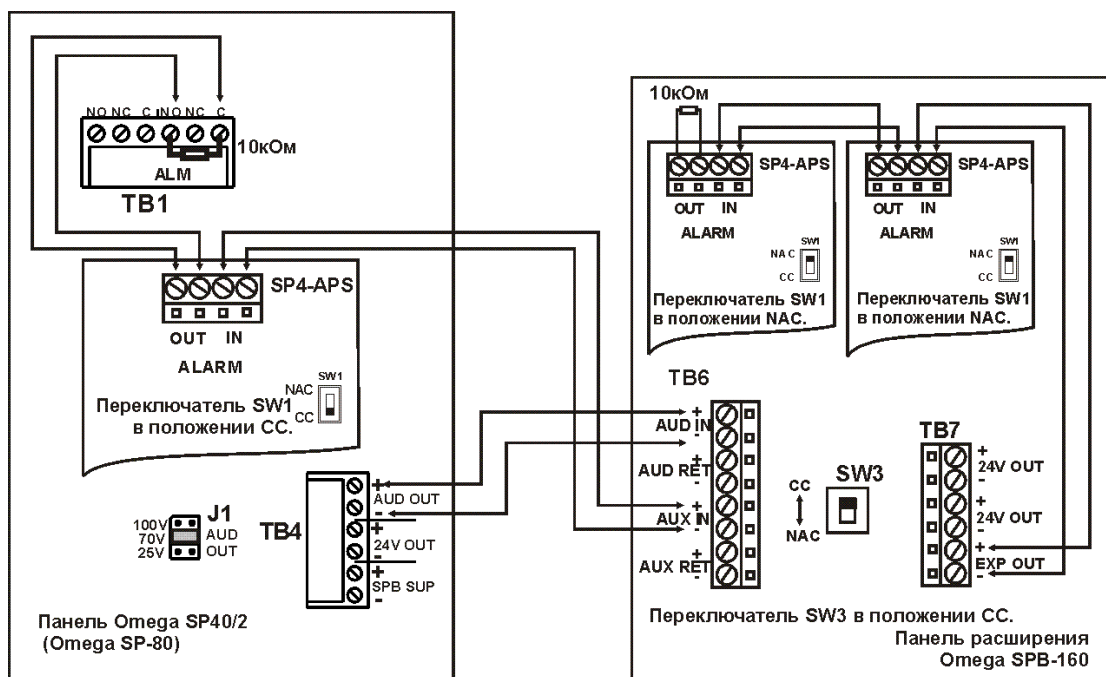 NO NC C NO NC C
10кОм
ALM
TB1
SP4-APS
OUT IN
ALARM
SW1
NAC
CC
Переключатель SW1
в положении CC.
J1
100V
70V AUD
25V OUT
TB4
+
AUD OUT
-
+
24V OUT
-
+
SPB SUP
-
Панель Omega SP40/2
(Omega SP-80)
10кОм
SP4-APS
OUT IN
ALARM
SW1
NAC
CC
Переключатель SW1
в положении NAC.
SP4-APS
OUT IN
ALARM
SW1
NAC
CC
Переключатель SW1
в положении NAC.
TB6
+
AUD IN
-
+
AUD RET
-
+
AUX IN
-
+
AUX RET
-
CC
NAC
SW3
TB7
+
24V OUT
-
+
24V OUT
-
+
EXP OUT
-
Переключатель SW3 в положении CC.
Панель расширения
Omega SPB-160